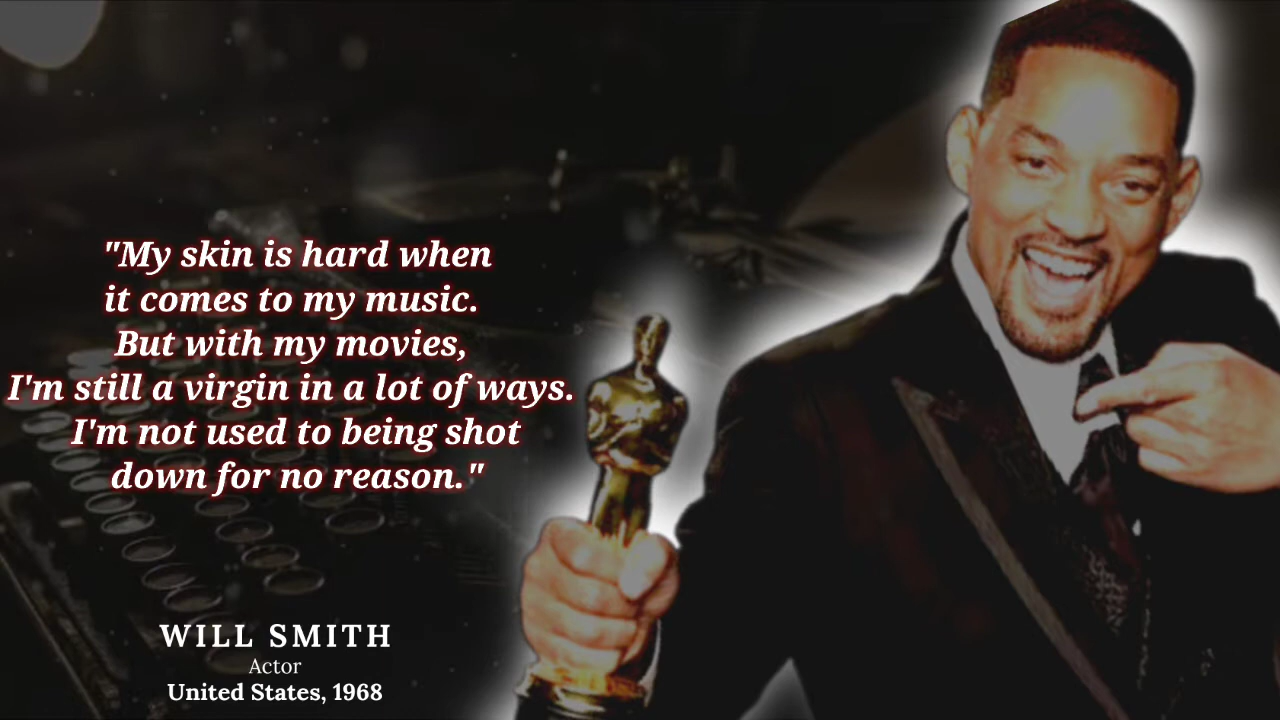 "My skin is hard when
it comes to my music.
But with my movies,
I'm still a virgin in a lot of ways.
I'm not used to being shot
down for no reason."
WILL SMITH
Actor
United States, 1968